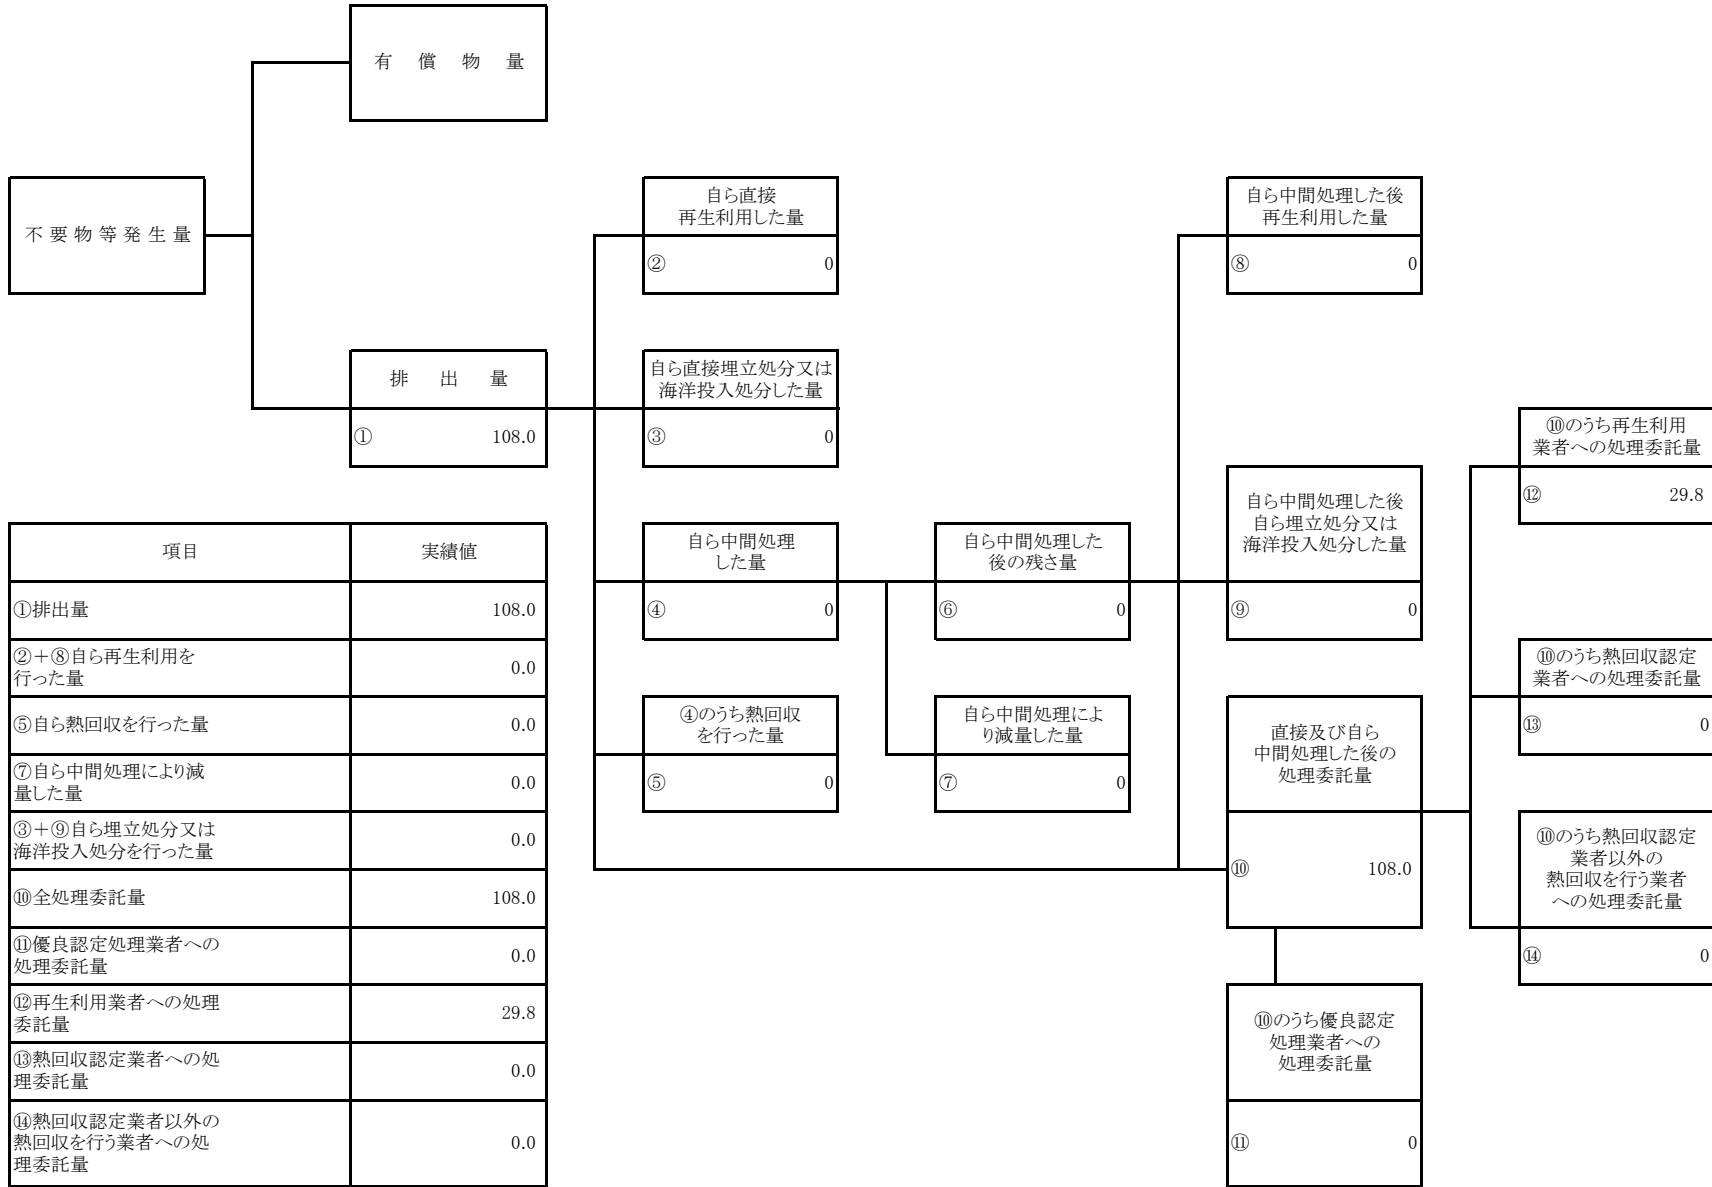 有 償 物 量
不 要 物 等 発 生 量
自ら直接
再生利用した量
② 0
自ら中間処理した後
再生利用した量
⑧ 0
排 出 量
① 108.0
自ら直接埋立処分又は
海洋投入処分した量
③ 0
⑩のうち再生利用
業者への処理委託量
⑫ 29.8
自ら中間処理
した量
④ 0
自ら中間処理した
後の残さ量
⑥ 0
自ら中間処理した後
自ら埋立処分又は
海洋投入処分した量
⑨ 0
④のうち熱回収
を行った量
⑤ 0
自ら中間処理によ
り減量した量
⑦ 0
直接及び自ら
中間処理した後の
処理委託量
⑩ 108.0
⑩のうち熱回収認定
業者への処理委託量
⑬ 0
⑩のうち熱回収認定
業者以外の
熱回収を行う業者
への処理委託量
⑭ 0
⑩のうち優良認定
処理業者への
処理委託量
⑪ 0
項目 実績値
①排出量 108.0
②+⑧自ら再生利用を
行った量 0.0
⑤自ら熱回収を行った量 0.0
⑦自ら中間処理により減
量した量 0.0
③+⑨自ら埋立処分又は
海洋投入処分を行った量 0.0
⑩全処理委託量 108.0
⑪優良認定処理業者への
処理委託量 0.0
⑫再生利用業者への処理
委託量 29.8
⑬熱回収認定業者への処
理委託量 0.0
⑭熱回収認定業者以外の
熱回収を行う業者への処
理委託量 0.0